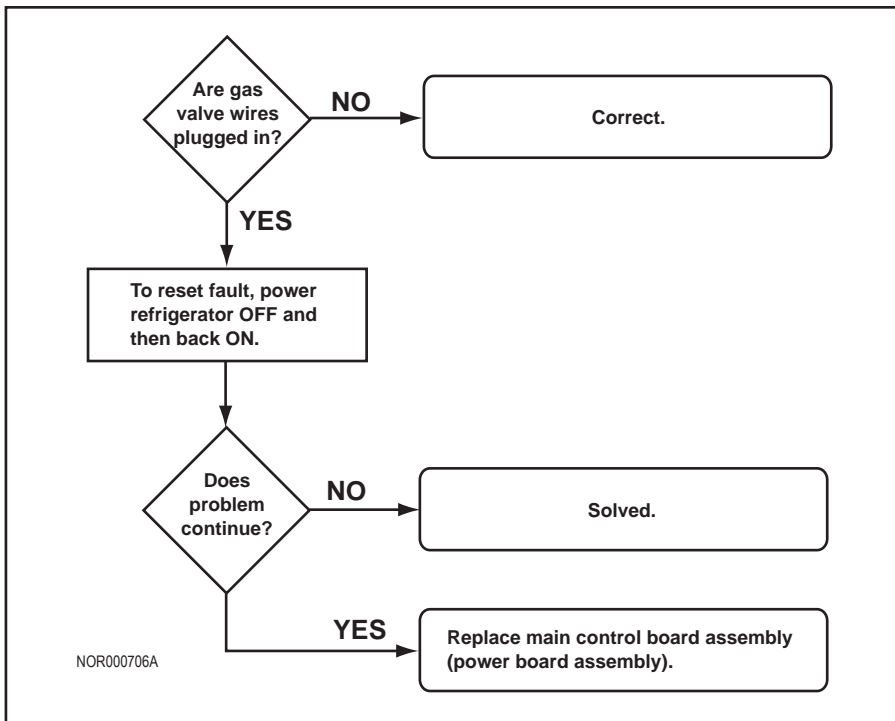 Are gas
valve wires
plugged in?
NO
Correct.
YES
To reset fault, power
refrigerator OFF and
then back ON.
Does
problem
continue?
NO
Solved.
YES
Replace main control board assembly
(power board assembly).
NOR000706A